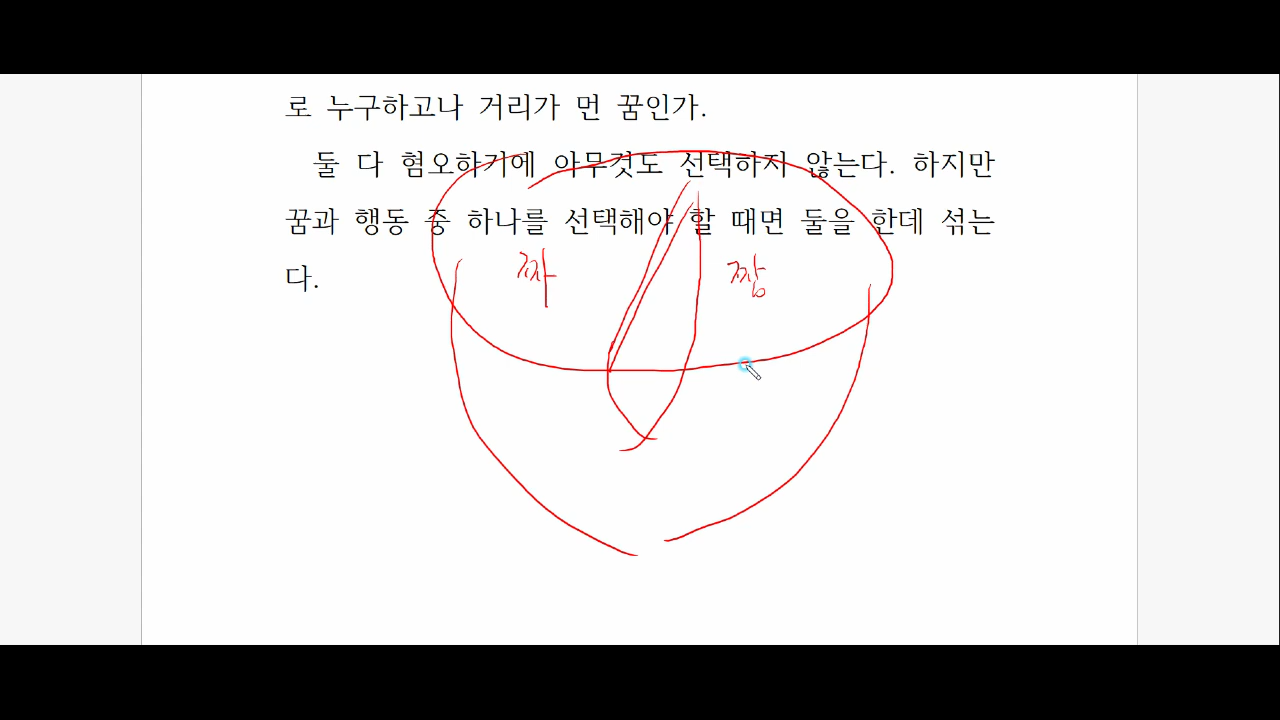 로 누구하고나 거리가 먼 꿈인가.
둘 다 혐오하기에 아무것도 선택하지 않는다. 하지만
꿈과 행동 중 하나를 선택해야 할 때면 둘을 한데 섞는
다.
짜 짬